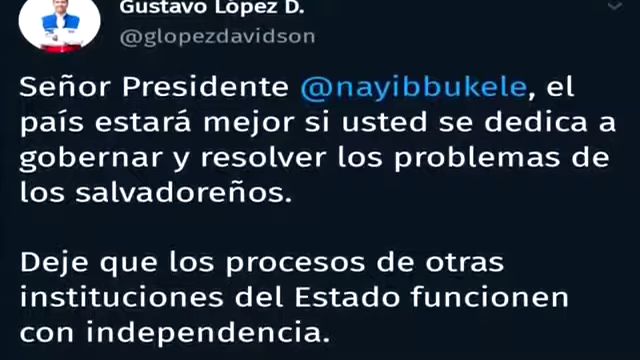 Gustavo López D.
@glopezdavidson
Señor Presidente @nayibbukele, el
país estará mejor si usted se dedica a
gobernar y resolver los problemas de
los salvadoreños.
Deje que los procesos de otras
instituciones del Estado funcionen
con independencia.